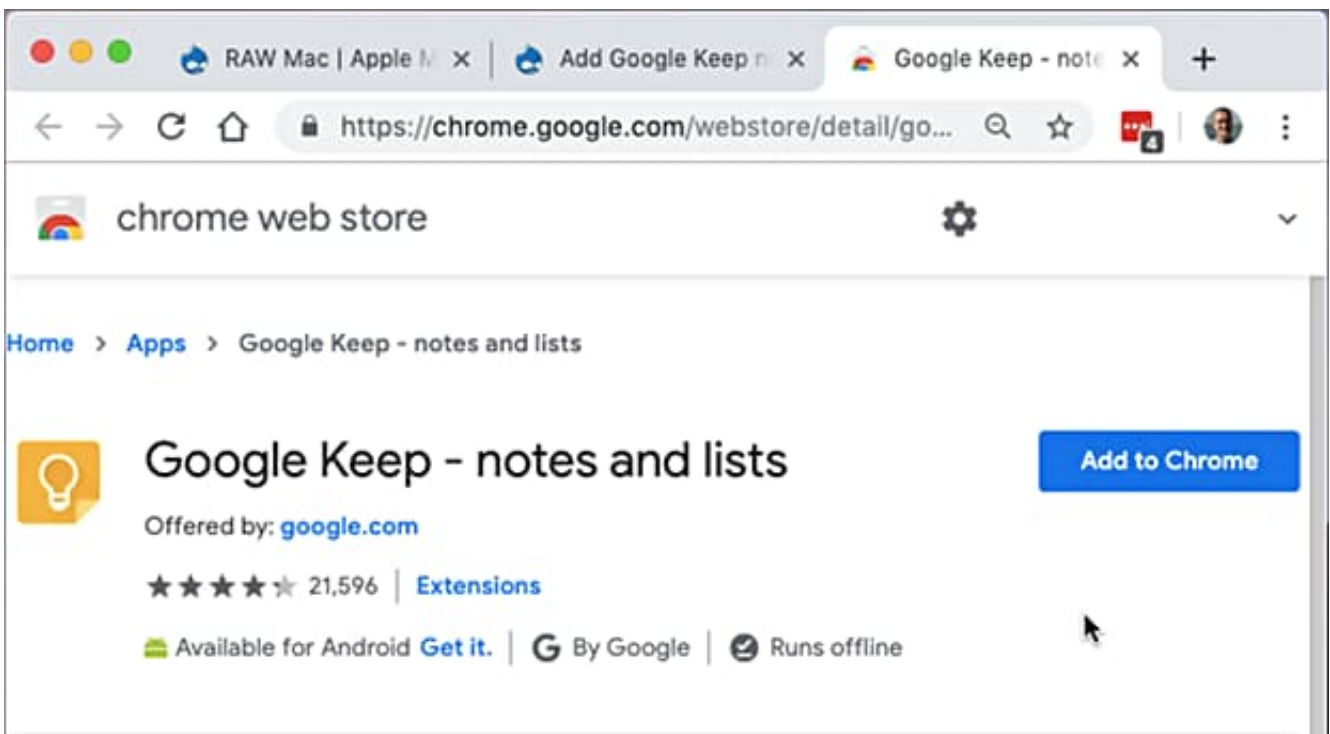 RAW Mac | Apple Add Google Keep Google Keep - note
https://chrome.google.com/webstore/detail/go...
4
chrome web store
Home > Apps > Google Keep - notes and lists
Google Keep - notes and lists
Add to Chrome
Offered by: google.com
21,596 | Extensions
Available for Android Get it. | G By Google | Runs offline